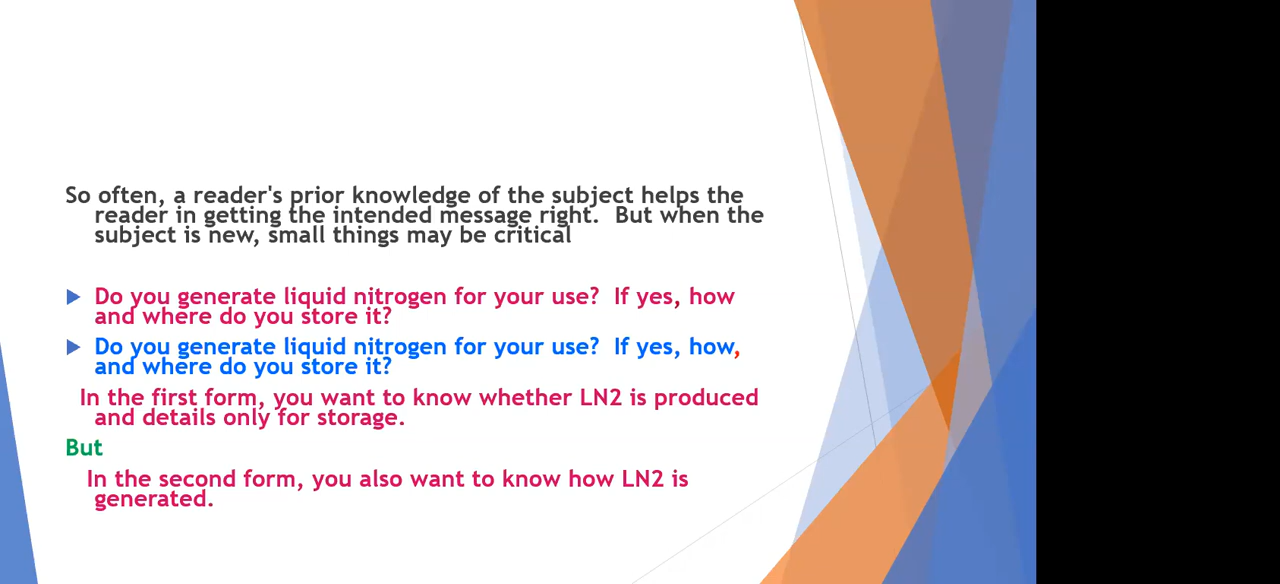 So often, a reader's prior knowledge of the subject helps the
reader in getting the intended message right.  But when the
subject is new, small things may be critical
Do you generate liquid nitrogen for your use?  If yes, how
and where do you store it?
Do you generate liquid nitrogen for your use?  If yes, how,
and where do you store it?
In the first form, you want to know whether LN2 is produced
and details only for storage.
But
In the second form, you also want to know how LN2 is
generated.